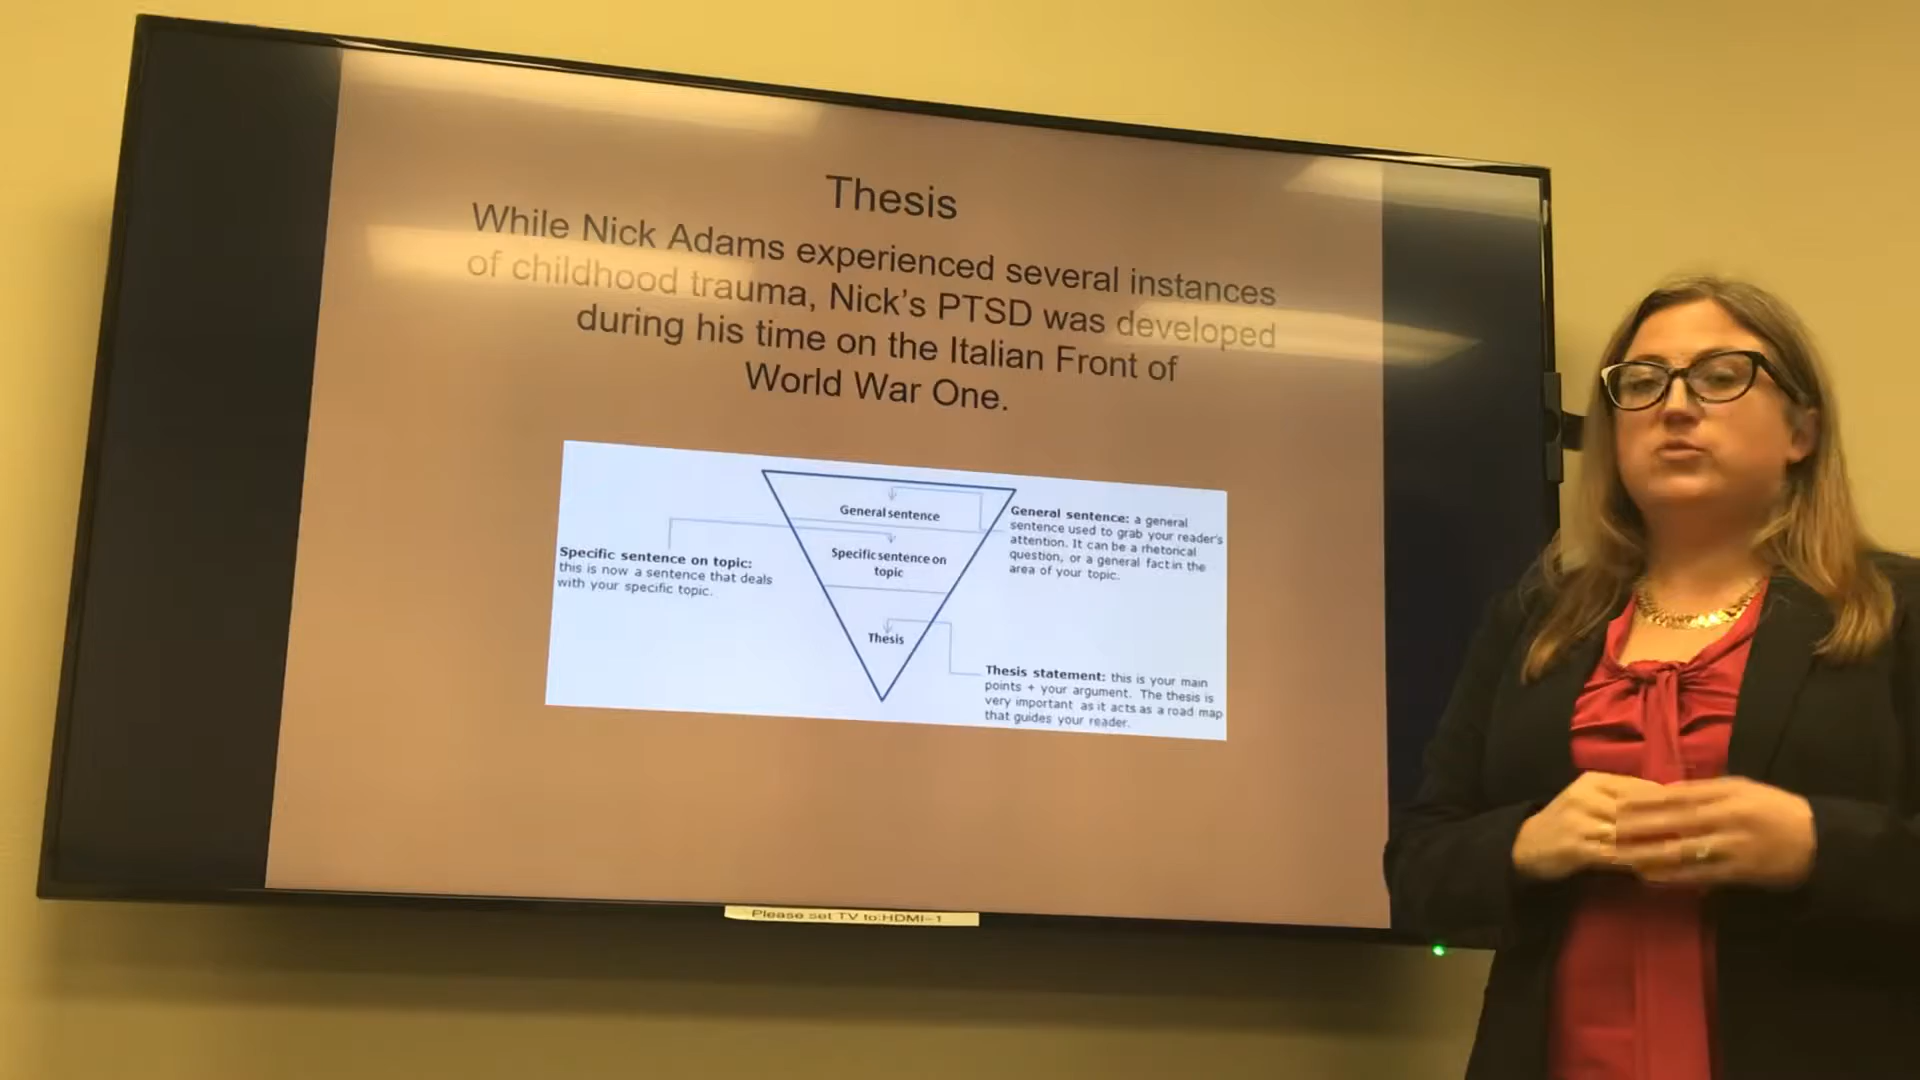 Thesis
While Nick Adams experienced several instances
of childhood trauma, Nick's PTSD was developed
during his time on the Italian Front of
World War One.
General sentence
Specific sentence on
topic
Thesis
Specific sentence on topic:
this is now a sentence that deals
with your specific topic.
General sentence: a general
sentence used to grab your reader's
attention. It can be a rhetorical
question, or a general fact in the
area of your topic.
Thesis statement: this is your main
points + your argument. The thesis is
very important as it acts as a road map
that guides your reader.
Please set TV to:HDMI-1